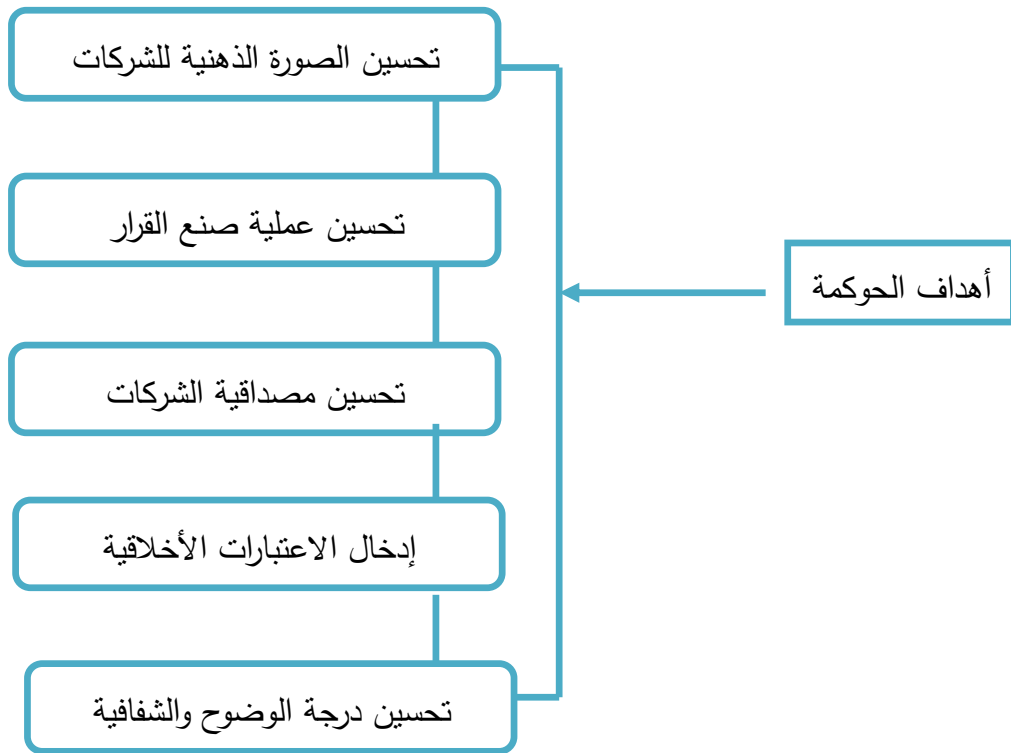 أهداف الحوكمة
تحسين الصورة الذهنية للشركات
تحسين عملية صنع القرار
تحسين مصداقية الشركات
إدخال الاعتبارات الأخلاقية
تحسين درجة الوضوح والشفافية